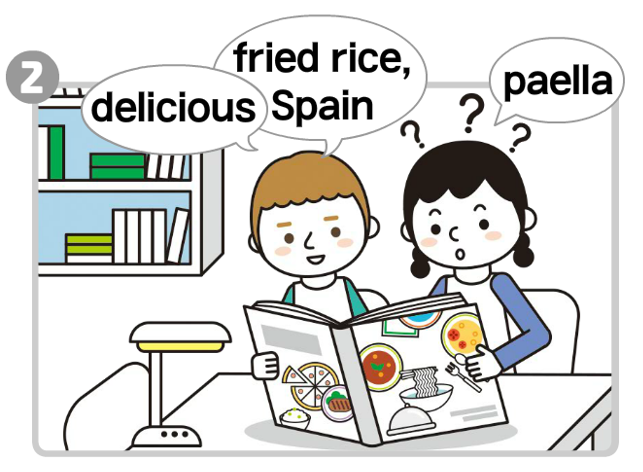 2
fried rice,
Spain
delicious
paella
? ? ?